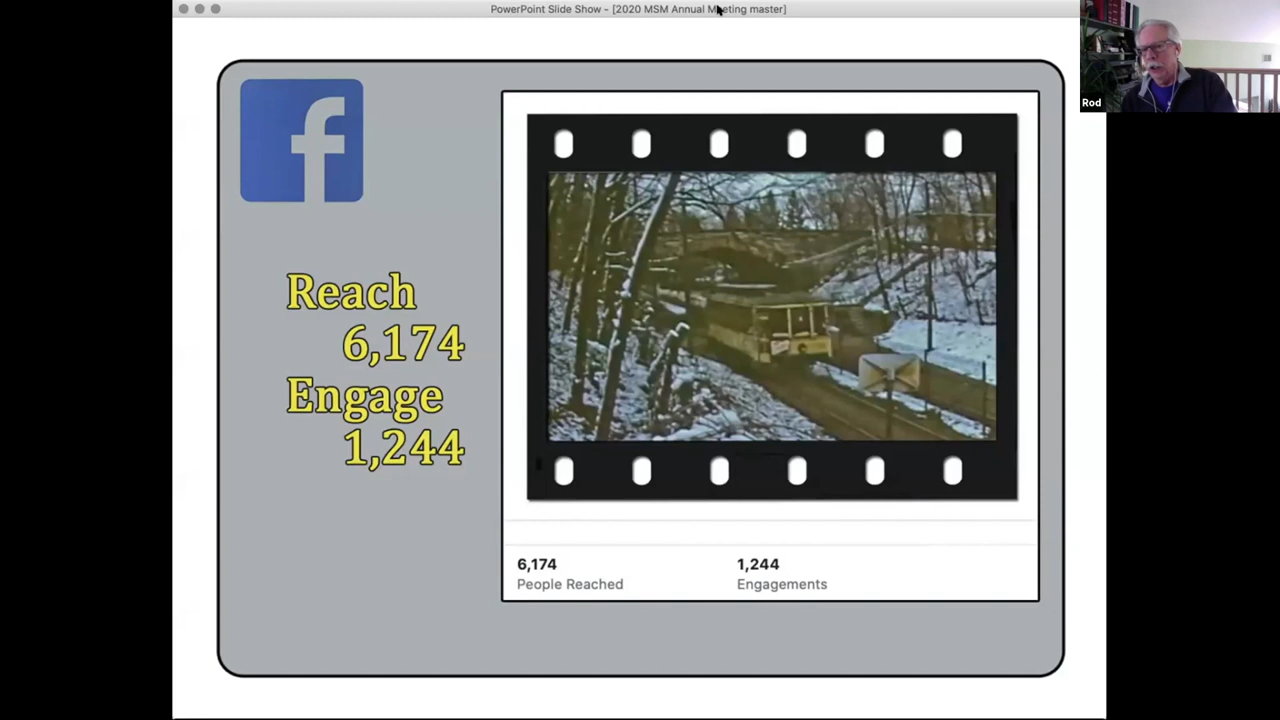 PowerPoint Slide Show - [2020 MSM Annual Meeting master]
Rod
f
Reach
6,174
Engage
1,244
6,174
People Reached
1,244
Engagements